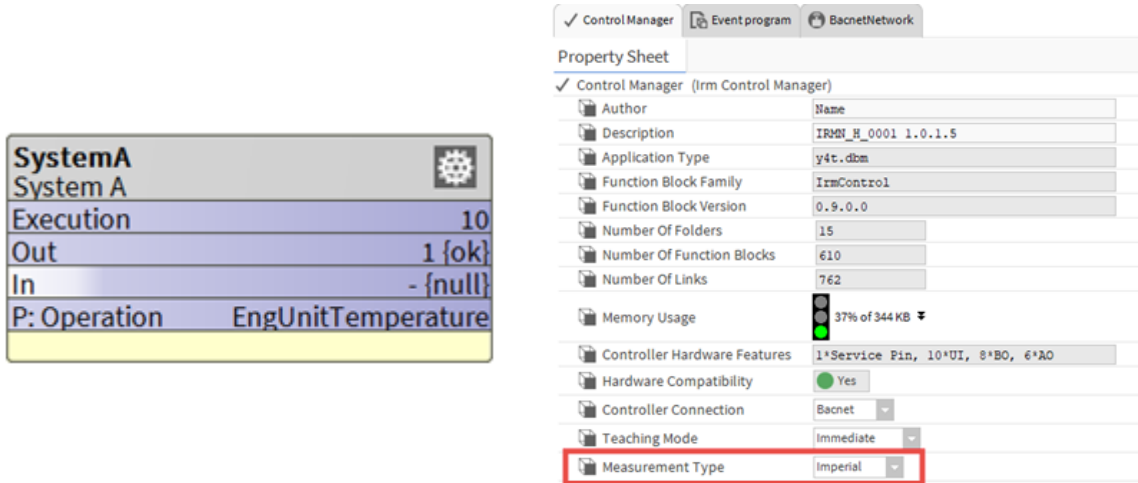 SystemA
System A
Execution 10
Out 1 {ok}
In - {null}
P: Operation EngUnitTemperature
Control Manager Event program BacnetNetwork
Property Sheet
Control Manager (Irm Control Manager)
Author Name
Description IRMN_H_0001 1.0.1.5
Application Type y4t.dbm
Function Block Family IrmControl
Function Block Version 0.9.0.0
Number Of Folders 15
Number Of Function Blocks 610
Number Of Links 762
Memory Usage 37% of 344 KB
Controller Hardware Features 1*Service Pin, 10*UI, 8*BO, 6*AO
Hardware Compatibility Yes
Controller Connection Bacnet
Teaching Mode Immediate
Measurement Type Imperial